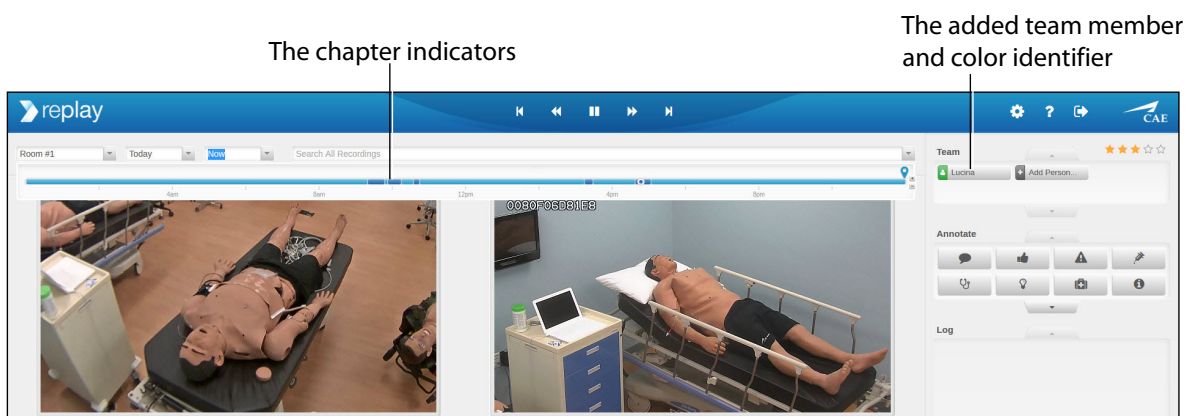 The added team member
and color identifier
The chapter indicators
replay
CAE
Room #1
Today
Now
Search All Recordings
4am
8am
12pm
4pm
8pm
Team
Lucina
Add Person...
0080F06D81E8
Annotate
Log